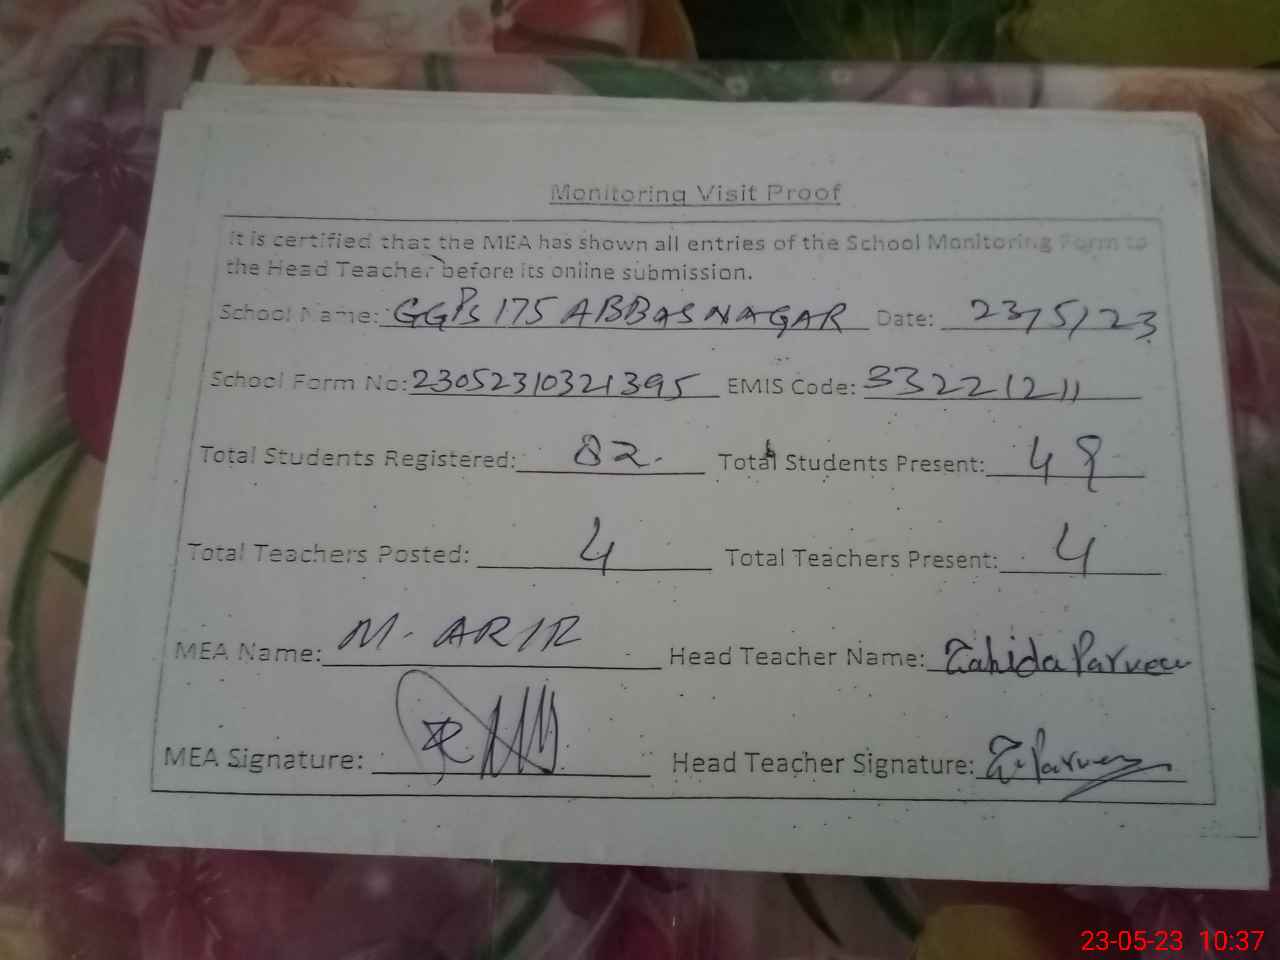 Monitoring Visit Proof
It is certified that the MEA has shown all entries of the School Monitoring Form to
the Head Teacher before its online submission.
School Name: GGPS 175 ABBAS NAGAR Date: 23/5/23
School Form No: 23052310321395 EMIS Code: 33221211
Total Students Registered: 82 Total Students Present: 48
Total Teachers Posted: 4 Total Teachers Present: 4
MEA Name: M. Head Teacher Name: Zahida Parveen
MEA Signature: Head Teacher Signature: Z. Parveen
23-05-23 10:37